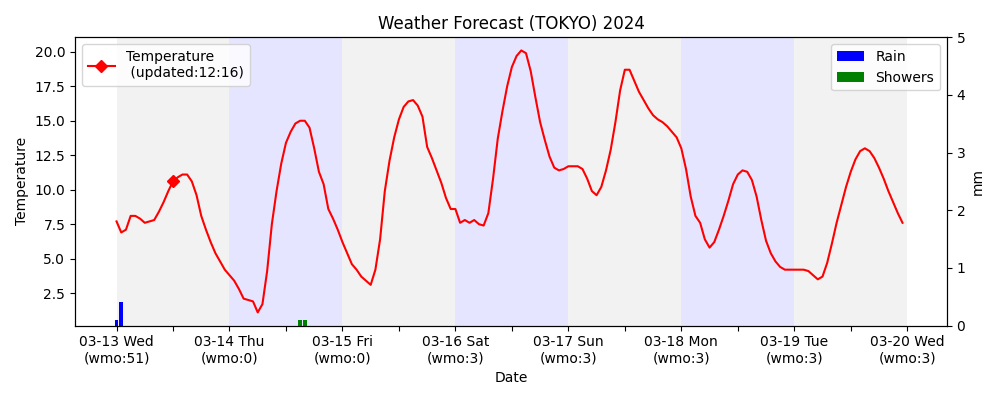 Weather Forecast (TOKYO) 2024
Temperature
(updated:12:16)
Rain
Showers
20.0
17.5
15.0
12.5
10.0
7.5
5.0
2.5
Temperature
5
4
3
2
1
0
mm
03-13 Wed
(wmo:51)
03-14 Thu
(wmo:0)
03-15 Fri
(wmo:0)
03-16 Sat
(wmo:3)
03-17 Sun
(wmo:3)
03-18 Mon
(wmo:3)
03-19 Tue
(wmo:3)
03-20 Wed
(wmo:3)
Date